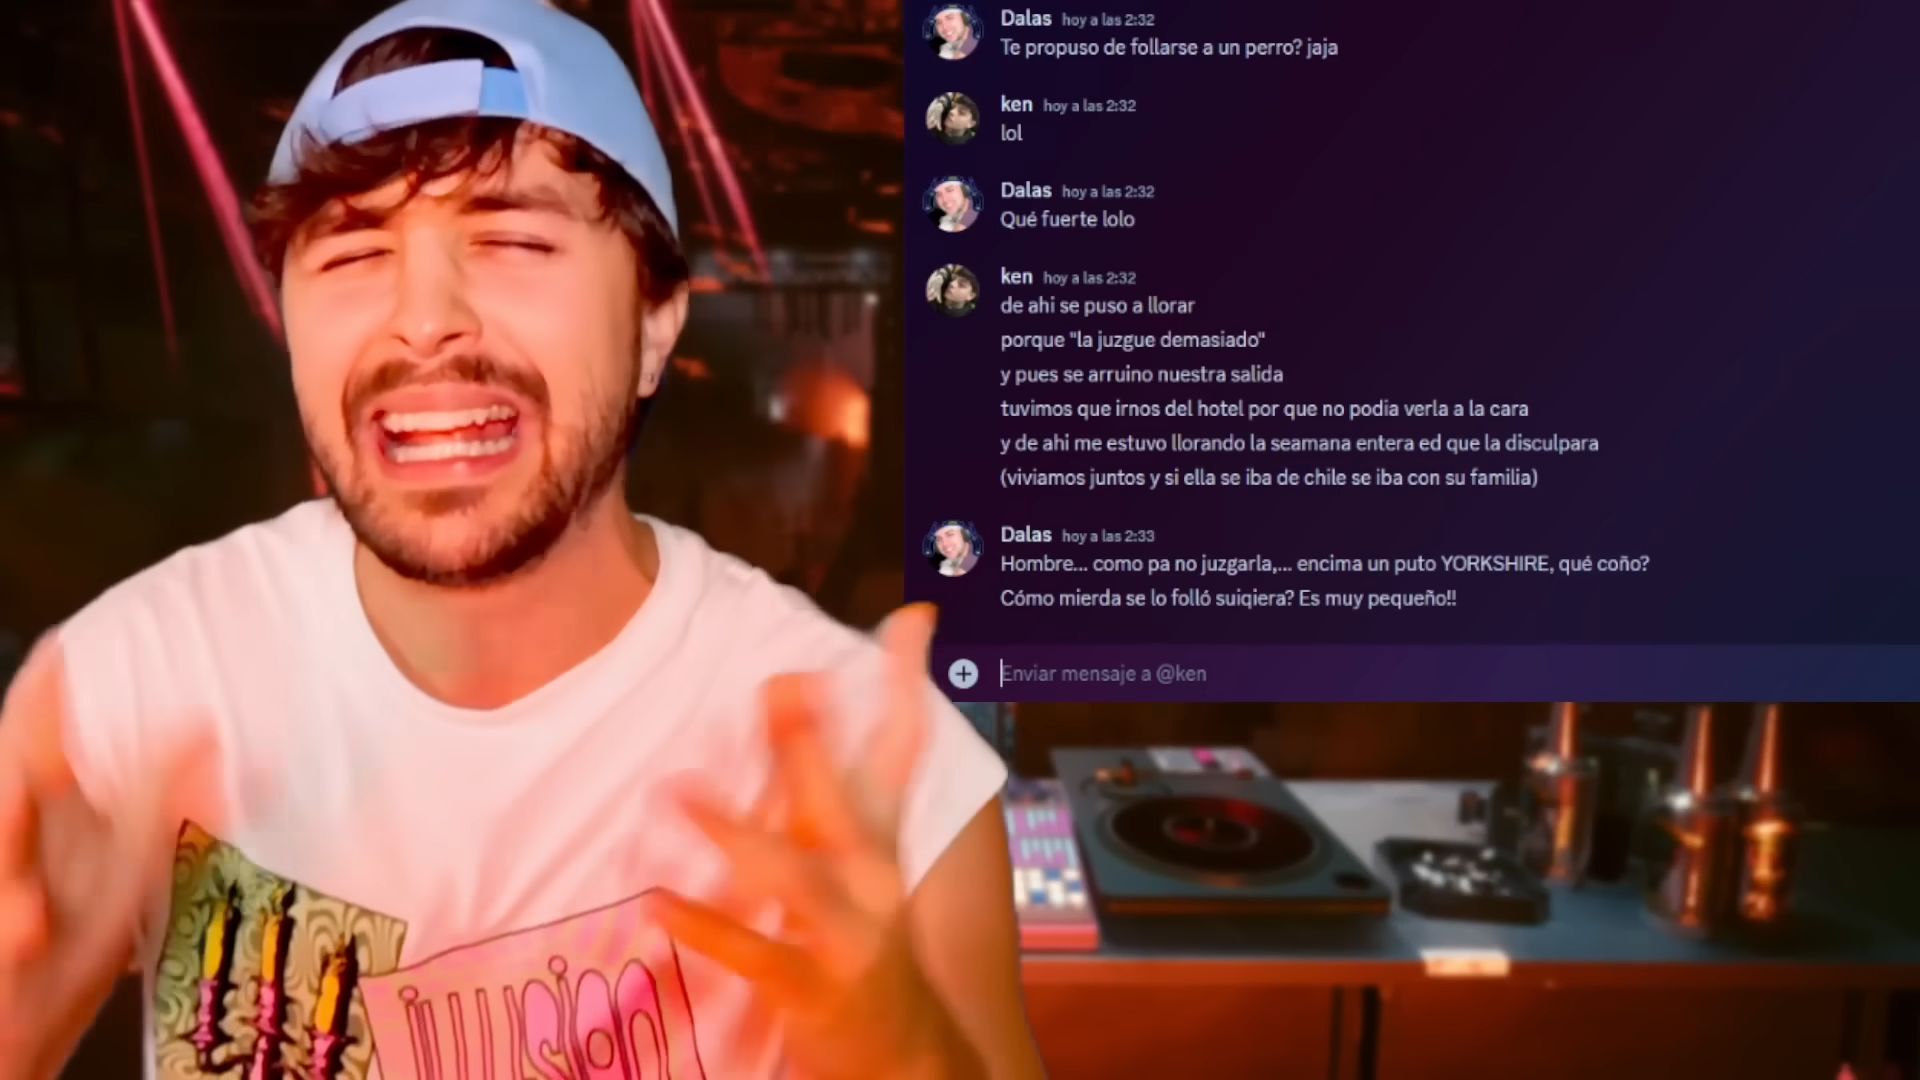 Dalas hoy a las 2:32
Te propuso de follarse a un perro? jaja
ken hoy a las 2:32
lol
Dalas hoy a las 2:32
Qué fuerte lolo
ken hoy a las 2:32
de ahi se puso a llorar
porque "la juzgue demasiado"
y pues se arruino nuestra salida
tuvimos que irnos del hotel por que no podia verla a la cara
y de ahi me estuvo llorando la seamana entera ed que la disculpara
(viviamos juntos y si ella se iba de chile se iba con su familia)
Dalas hoy a las 2:33
Hombre... como pa no juzgarla,... encima un puto YORKSHIRE, qué coño?
Cómo mierda se lo folló suiqiera? Es muy pequeño!!
Enviar mensaje a @ken
illusion